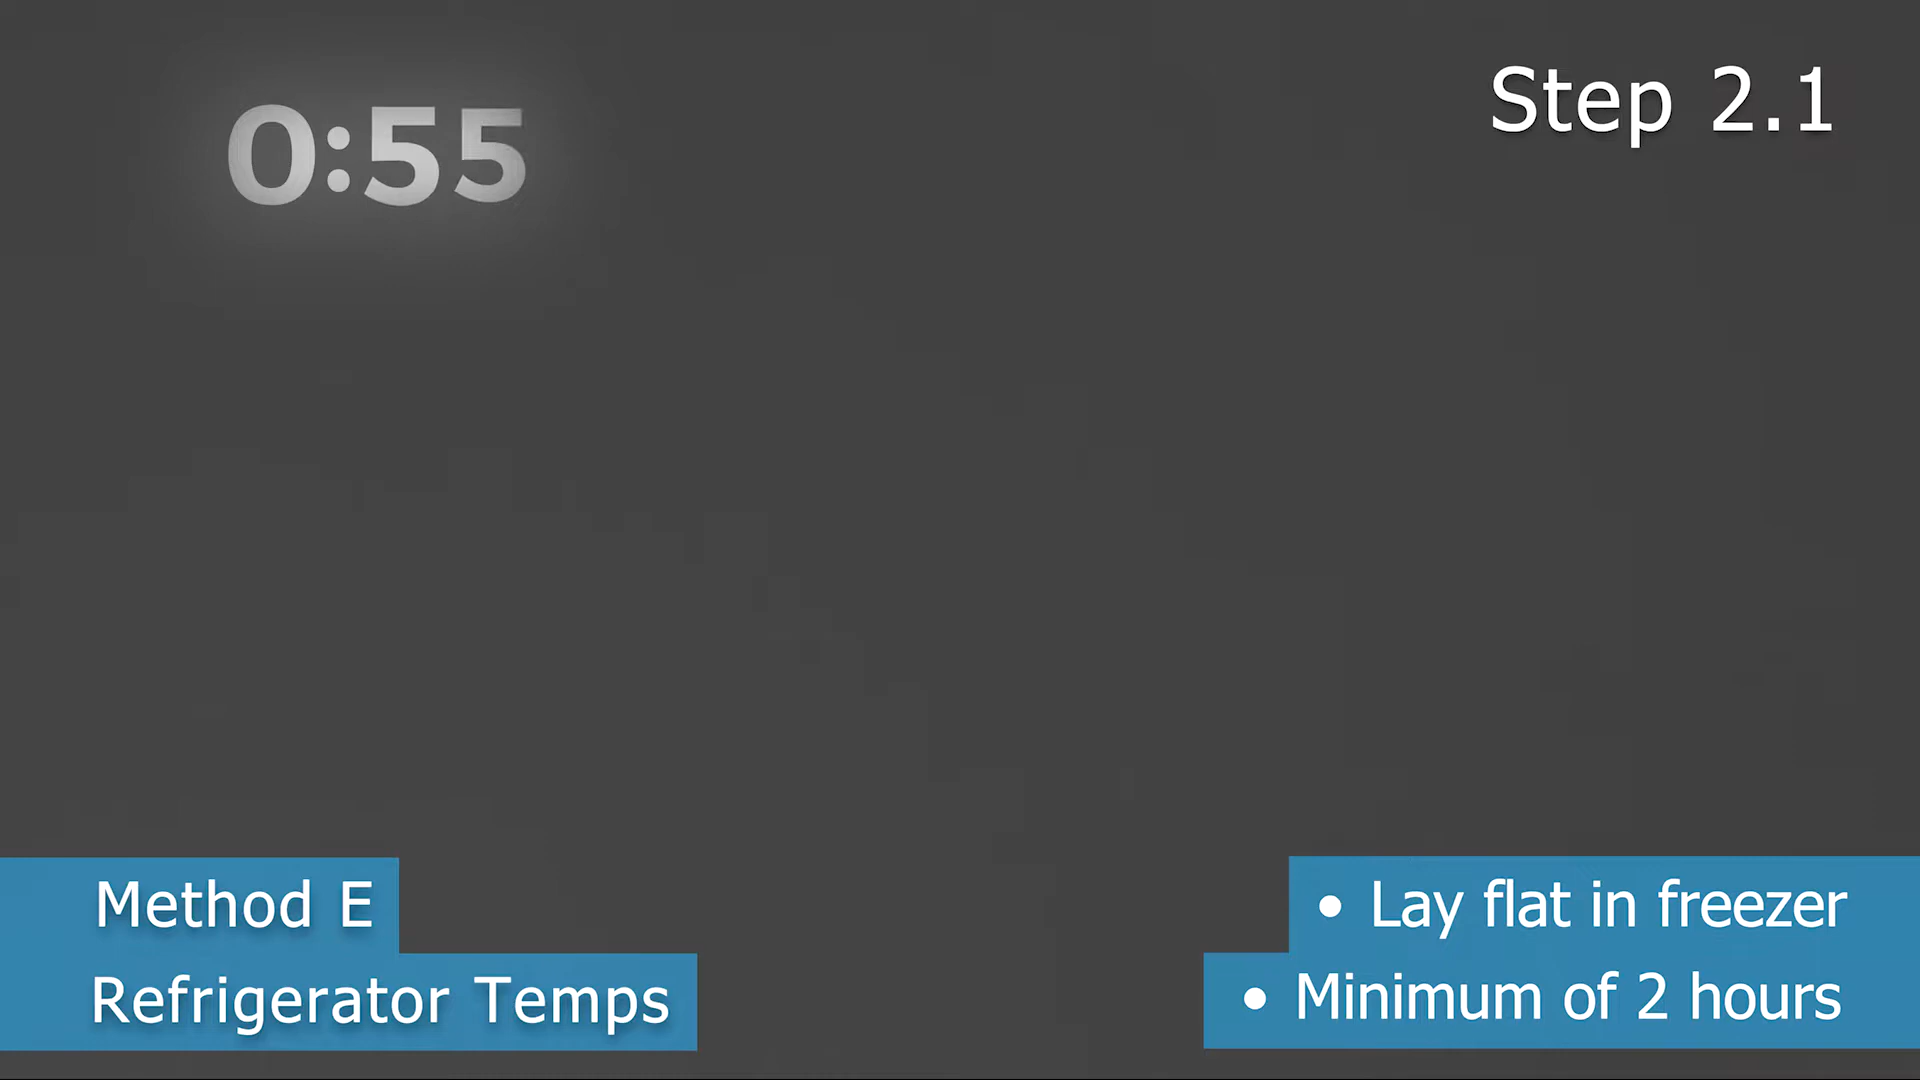 0:55
Step 2.1
Method E
Refrigerator Temps
• Lay flat in freezer
• Minimum of 2 hours